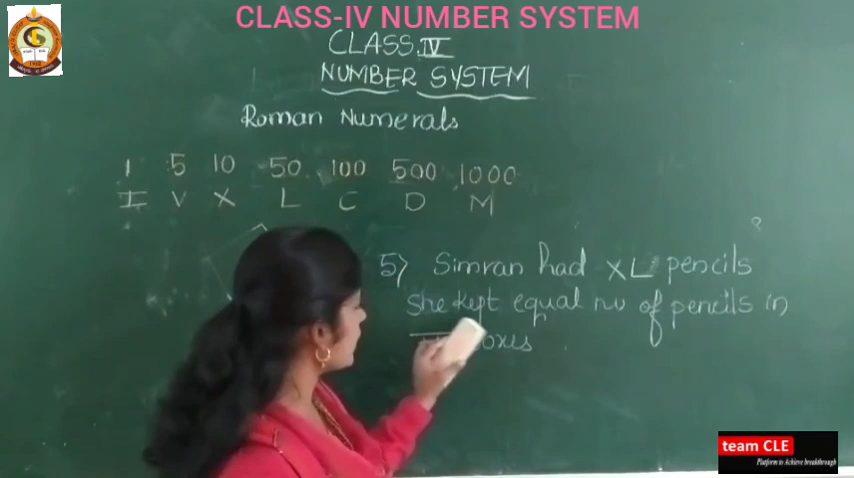 CLASS-IV NUMBER SYSTEM
CLASS.IV
NUMBER SYSTEM
Roman Numerals
1 5 10 50 100 500 1000
I V X L C D M
5) Simran had XL pencils
She kept equal no of pencils in
team CLE
Platform to Achieve breakthrough